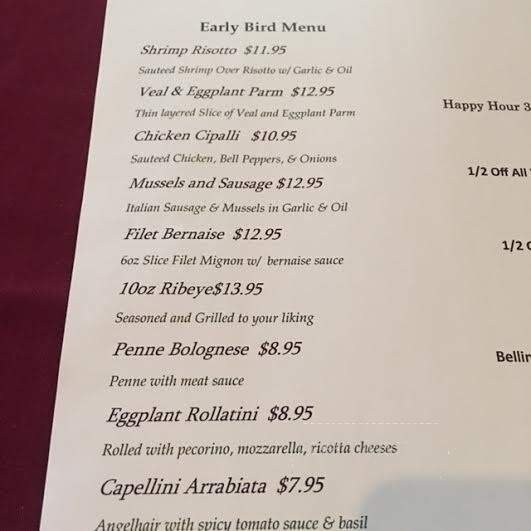 Early Bird Menu
Shrimp Risotto $11.95
Sauteed Shrimp Over Risotto w/ Garlic & Oil
Veal & Eggplant Parm $12.95
Thin layered Slice of Veal and Eggplant Parm
Chicken Cipalli $10.95
Sauteed Chicken, Bell Peppers, & Onions
Mussels and Sausage $12.95
Italian Sausage & Mussels in Garlic & Oil
Filet Bernaise $12.95
6oz Slice Filet Mignon w/ bernaise sauce
10oz Ribeye$13.95
Seasoned and Grilled to your liking
Penne Bolognese $8.95
Penne with meat sauce
Eggplant Rollatini $8.95
Rolled with pecorino, mozzarella, ricotta cheeses
Capellini Arrabiata $7.95
Angelhair with spicy tomato sauce & basil
Happy Hour 3
1/2 Off All
1/2